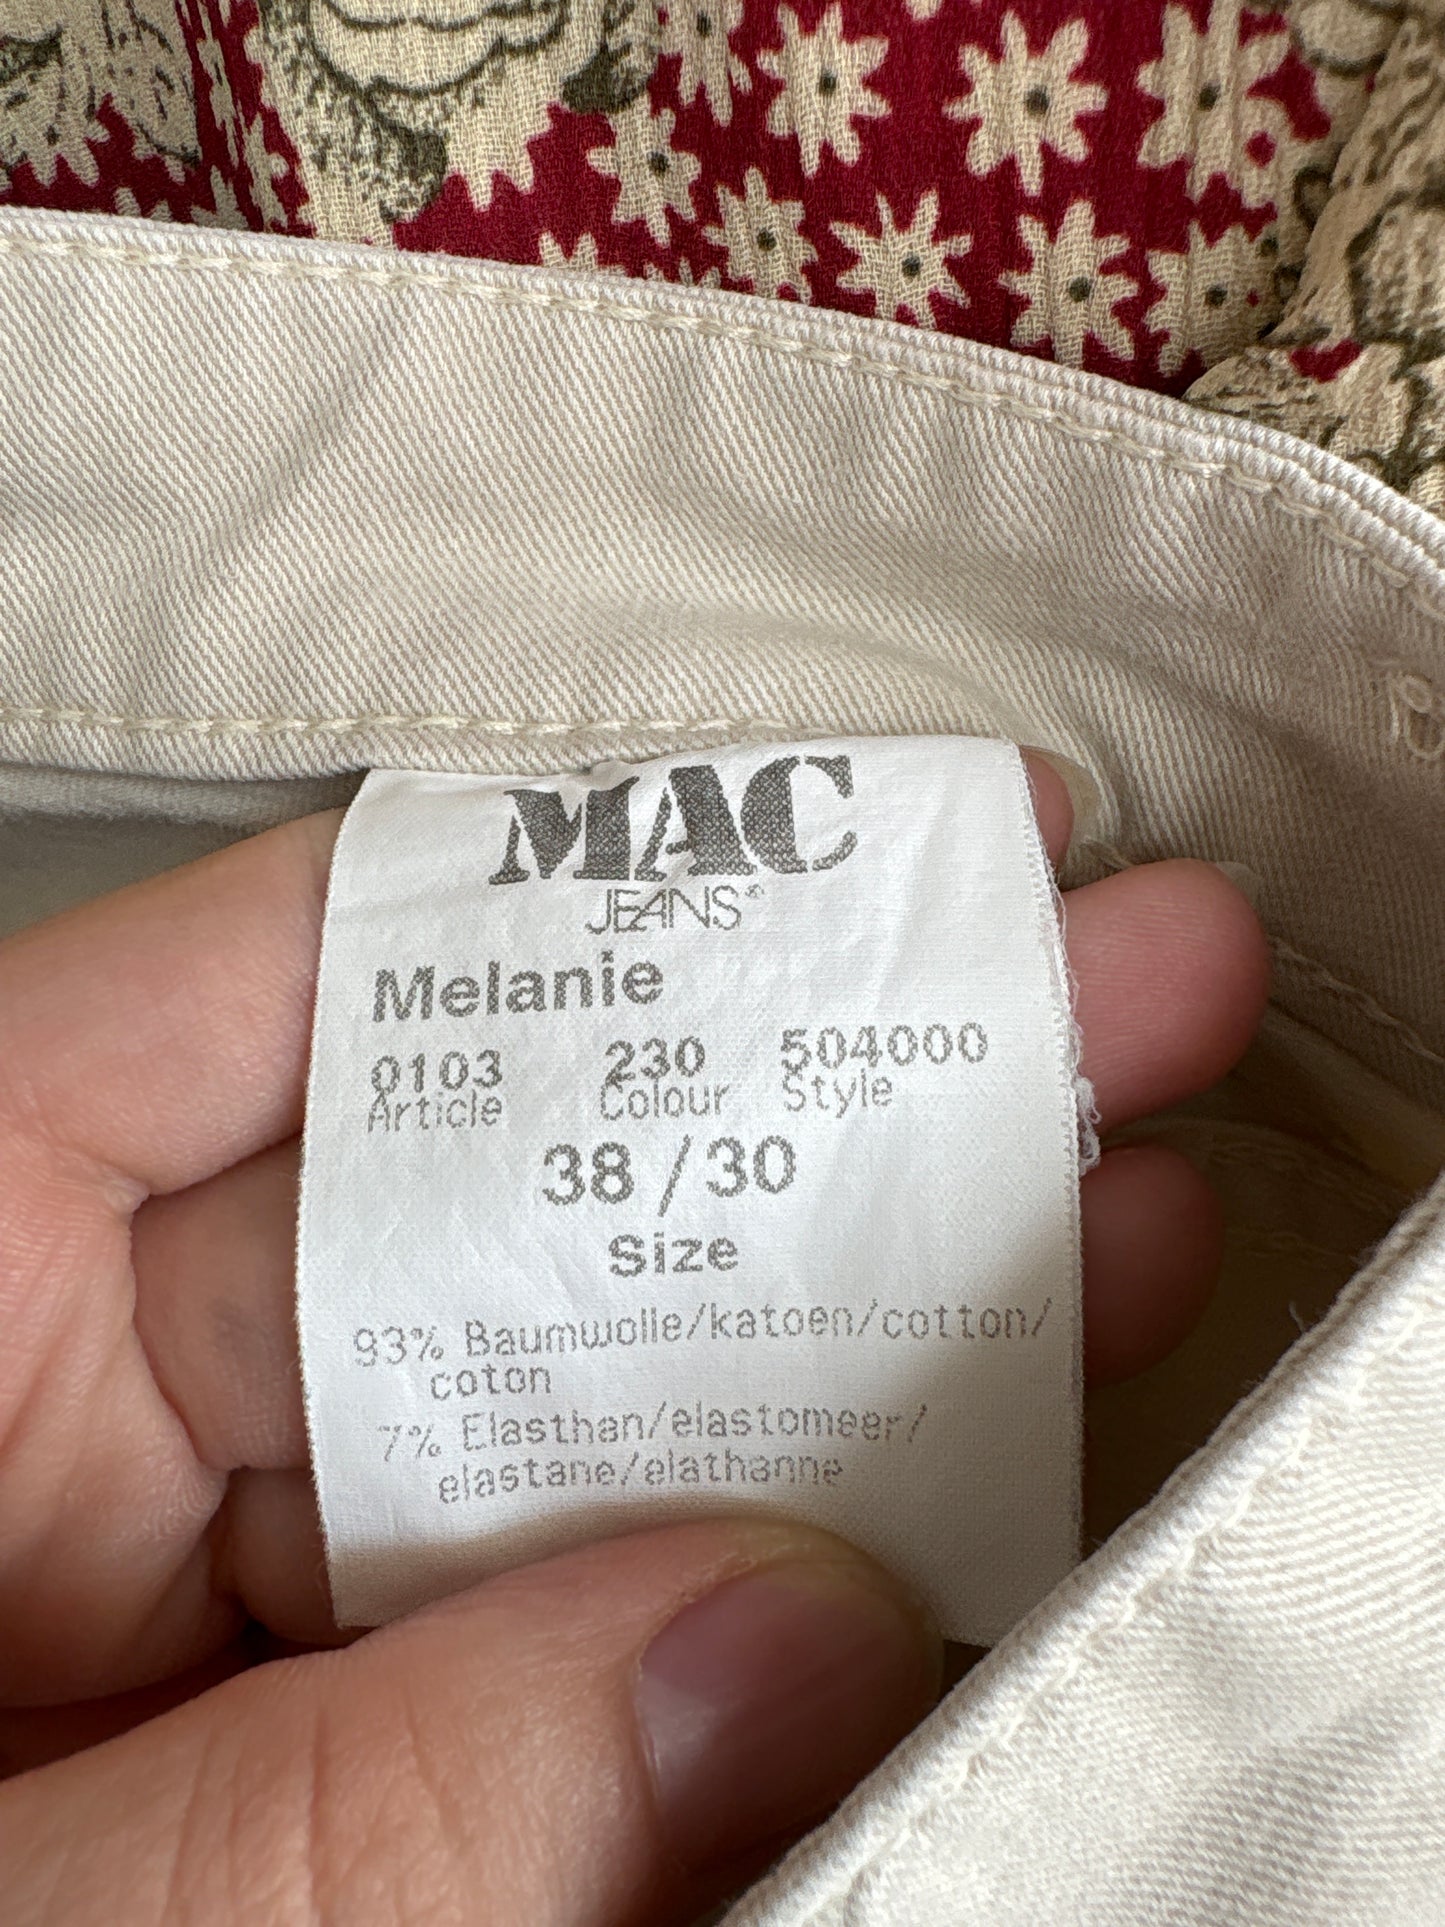 MAC
JEANS®
Melanie
0103 230 504000
Article Colour Style
38 / 30
Size
93% Baumwolle/katoen/cotton/
coton
7% Elasthan/elastomeer/
elastane/elathanne